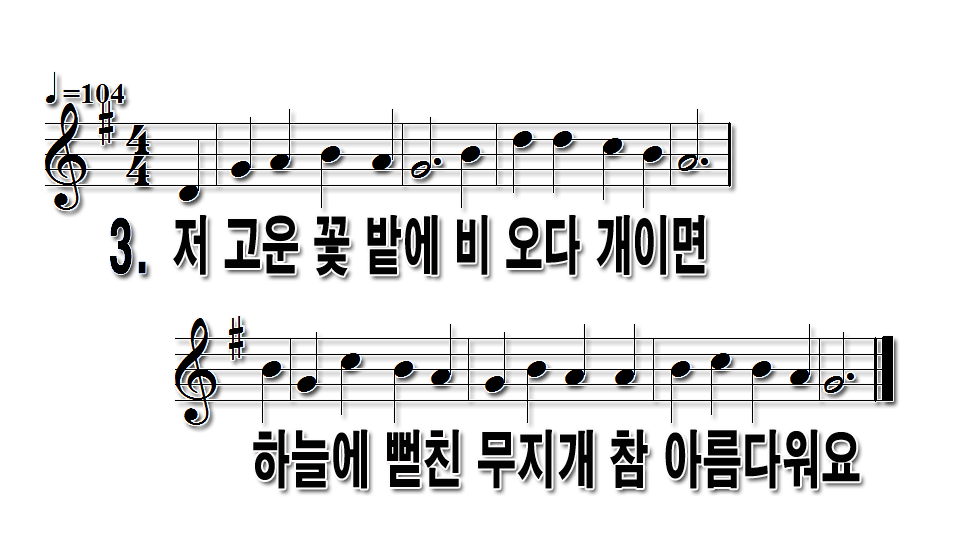 ♩=104
3. 저 고운 꽃 밭에 비 오다 개이면
하늘에 뻗친 무지개 참 아름다워요